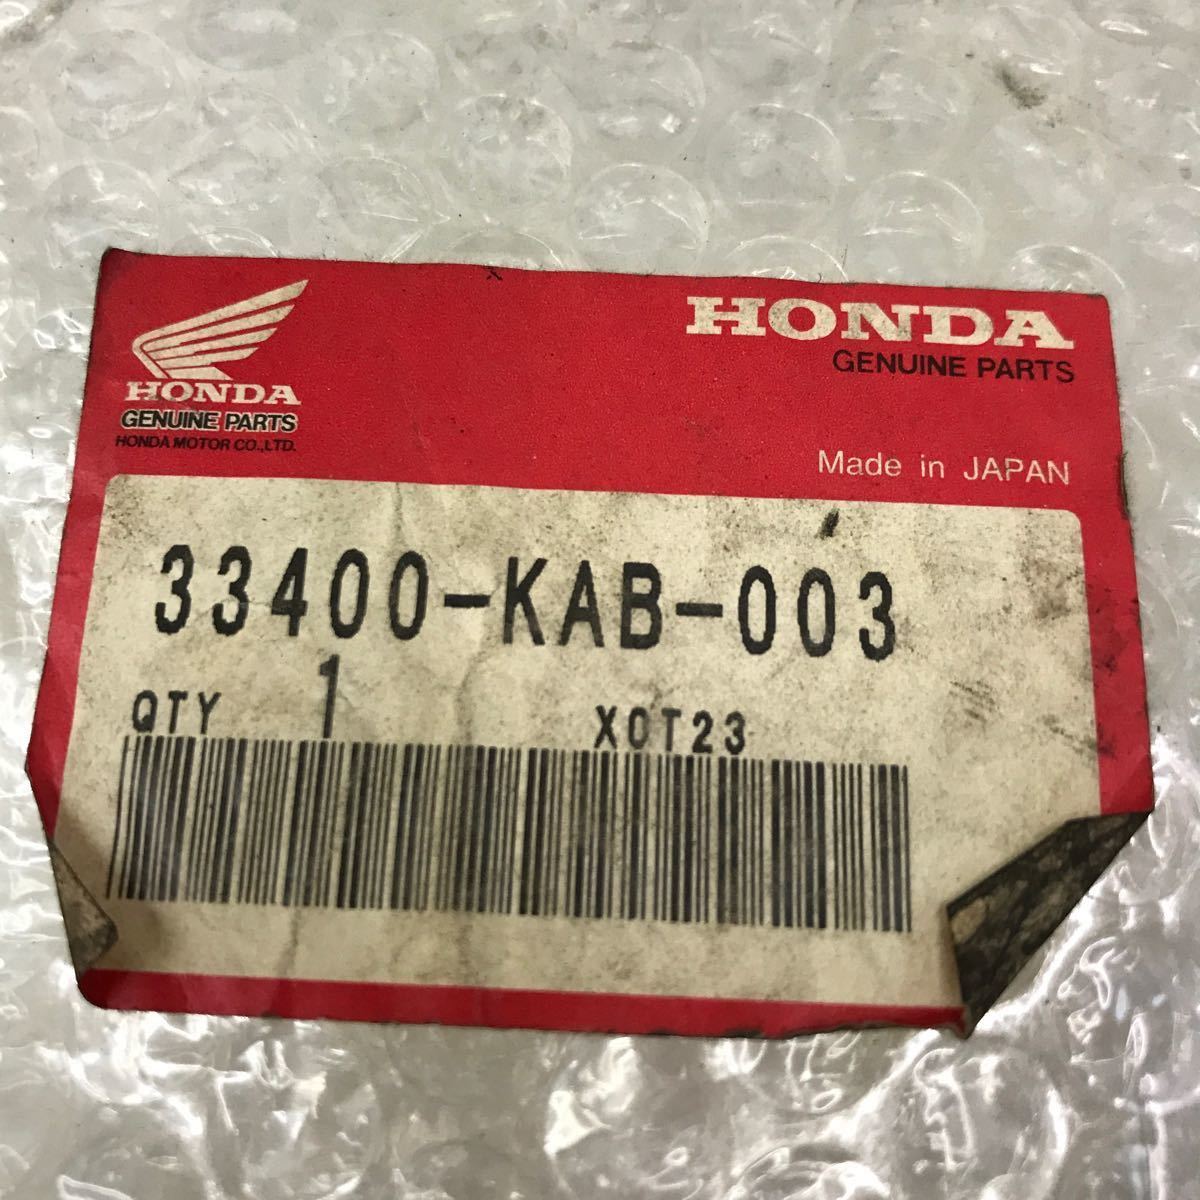 HONDA
GENUINE PARTS
HONDA MOTOR CO.,LTD.
HONDA
GENUINE PARTS
Made in JAPAN
33400-KAB-003
QTY 1 XOT23